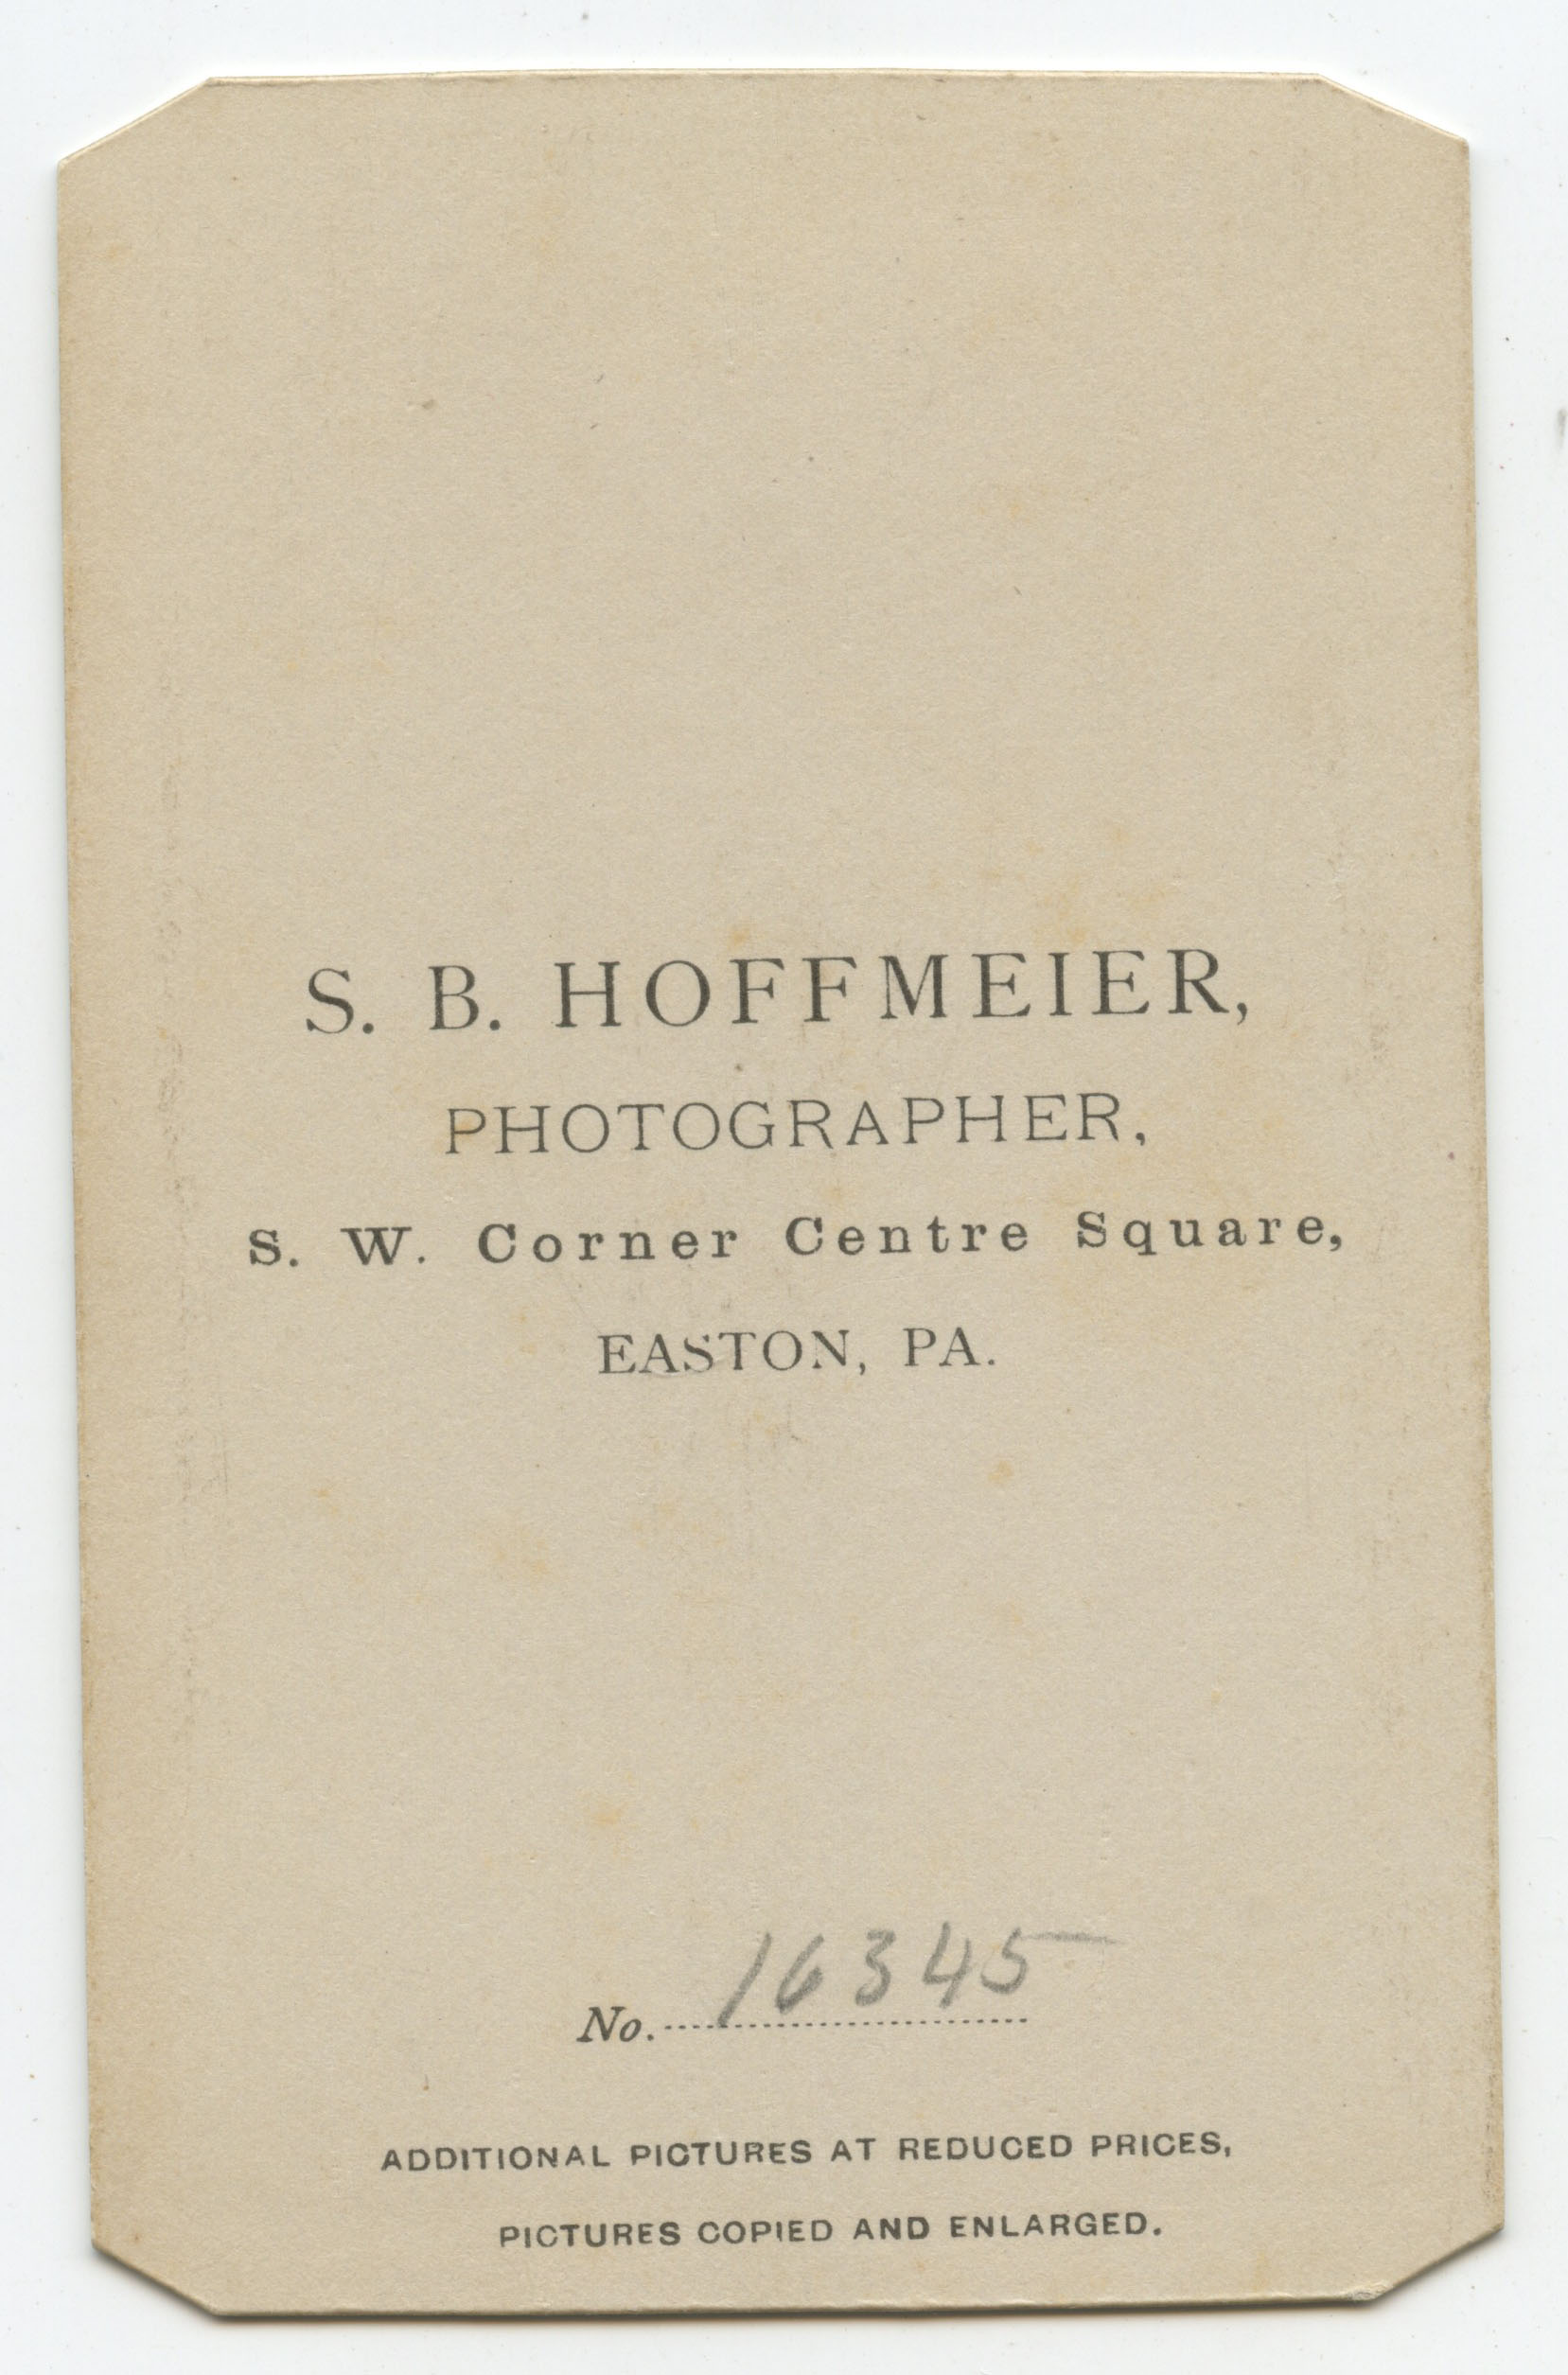 S. B. HOFFMEIER,
PHOTOGRAPHER,
S. W. Corner Centre Square,
EASTON, PA.
No. 16345
ADDITIONAL PICTURES AT REDUCED PRICES,
PICTURES COPIED AND ENLARGED.